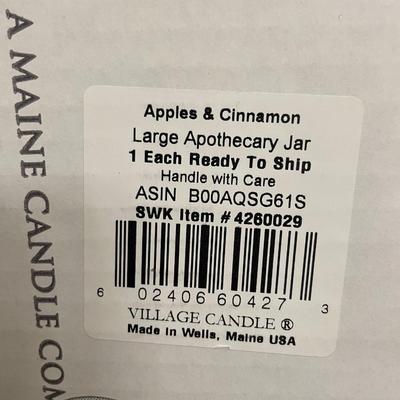 A MAINE CANDLE COM
Apples & Cinnamon
Large Apothecary Jar
1 Each Ready To Ship
Handle with Care
ASIN B00AQSG61S
SWK Item # 4260029
6 02406 60427 3
VILLAGE CANDLE ®
Made in Wells, Maine USA